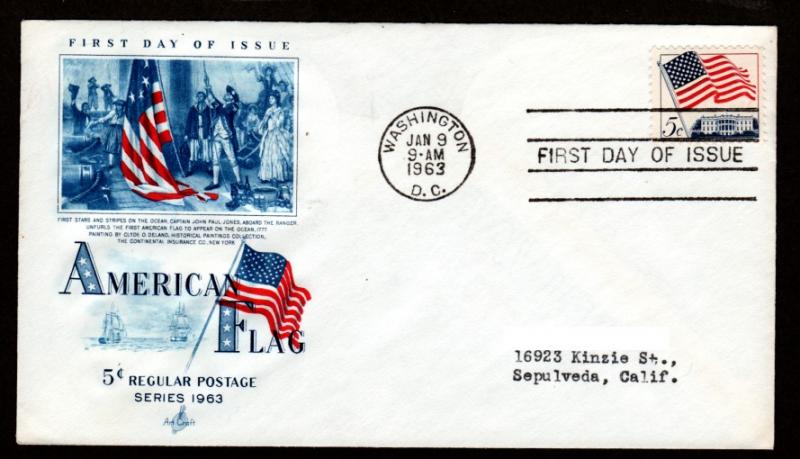 FIRST DAY OF ISSUE
FIRST STARS AND STRIPES ON THE OCEAN, CAPTAIN JOHN PAUL JONES, ABOARD THE RANGER,
UNFURLS THE FIRST AMERICAN FLAG TO APPEAR ON THE OCEAN, 1777.
PAINTING BY CLYDE O. DELAND, HISTORICAL PAINTINGS COLLECTION,
THE CONTINENTAL INSURANCE CO., NEW YORK
AMERICAN
FLAG
5¢ REGULAR POSTAGE
SERIES 1963
Art Craft
WASHINGTON
JAN 9
9-AM
1963
D.C.
5c
FIRST DAY OF ISSUE
16923 Kinzie St.,
Sepulveda, Calif.